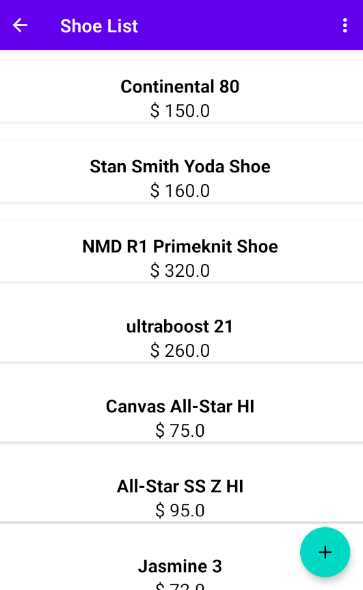 Shoe List
Continental 80
$ 150.0
Stan Smith Yoda Shoe
$ 160.0
NMD R1 Primeknit Shoe
$ 320.0
ultraboost 21
$ 260.0
Canvas All-Star HI
$ 75.0
All-Star SS Z HI
$ 95.0
Jasmine 3